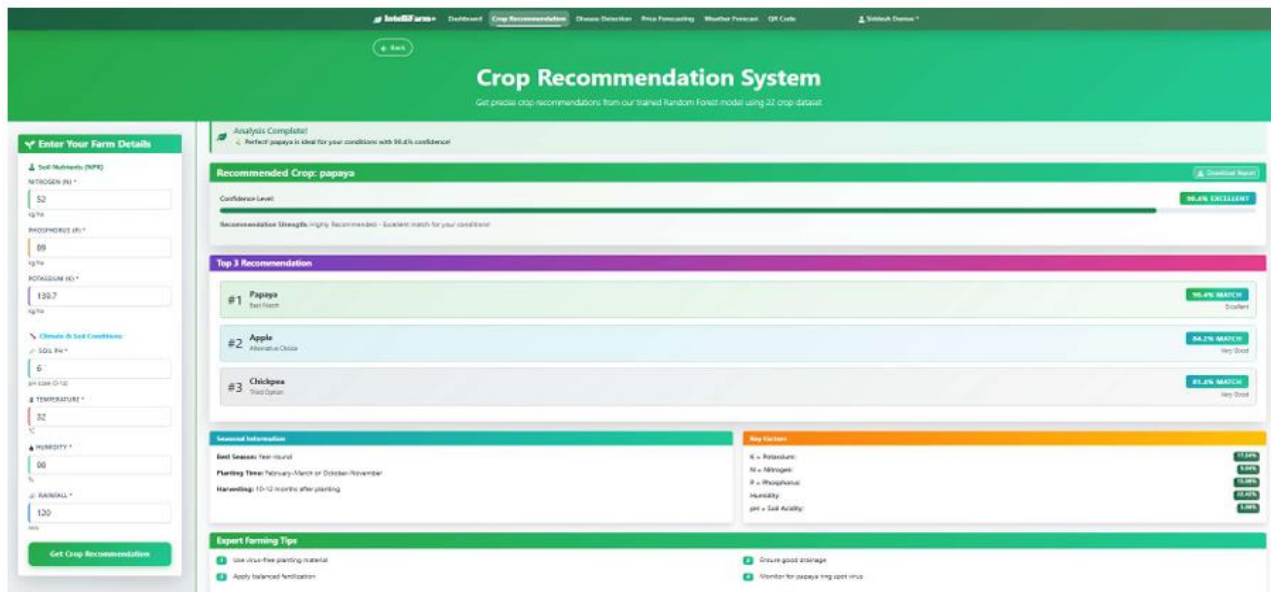 IntelliFarm+ Dashboard Crop Recommendation Disease Detection Price Forecasting Weather Forecast QR Code
← Back
Crop Recommendation System
Get precise crop recommendations from our trained Random Forest model using 22 crop dataset
Enter Your Farm Details
Soil Nutrients (NPK)
NITROGEN (N) *
52
kg/ha
PHOSPHORUS (P) *
89
kg/ha
POTASSIUM (K) *
139.7
kg/ha
Climate & Soil Conditions
SOIL PH *
6
pH scale (0-14)
TEMPERATURE *
32
°C
HUMIDITY *
98
%
RAINFALL *
120
mm
Get Crop Recommendation
Analysis Complete!
Perfect! papaya is ideal for your conditions with 90.4% confidence!
Recommended Crop: papaya
Download Report
Confidence Level:
90.4% EXCELLENT
Recommendation Strength: Highly Recommended - Excellent match for your conditions!
Top 3 Recommendation
#1 Papaya
Best Match
90.4% MATCH
Excellent
#2 Apple
Alternative Choice
84.2% MATCH
Very Good
#3 Chickpea
Third Option
MATCH
Very Good
Seasonal Information
Best Season: Year-round
Planting Time: February-March or October-November
Harvesting: 10-12 months after planting
Key Factors
K = Potassium:
N = Nitrogen:
P = Phosphorus:
Humidity:
pH = Soil Acidity:
Expert Farming Tips
1 Use virus-free planting material
2 Ensure good drainage
3 Apply balanced fertilization
4 Monitor for papaya ring spot virus